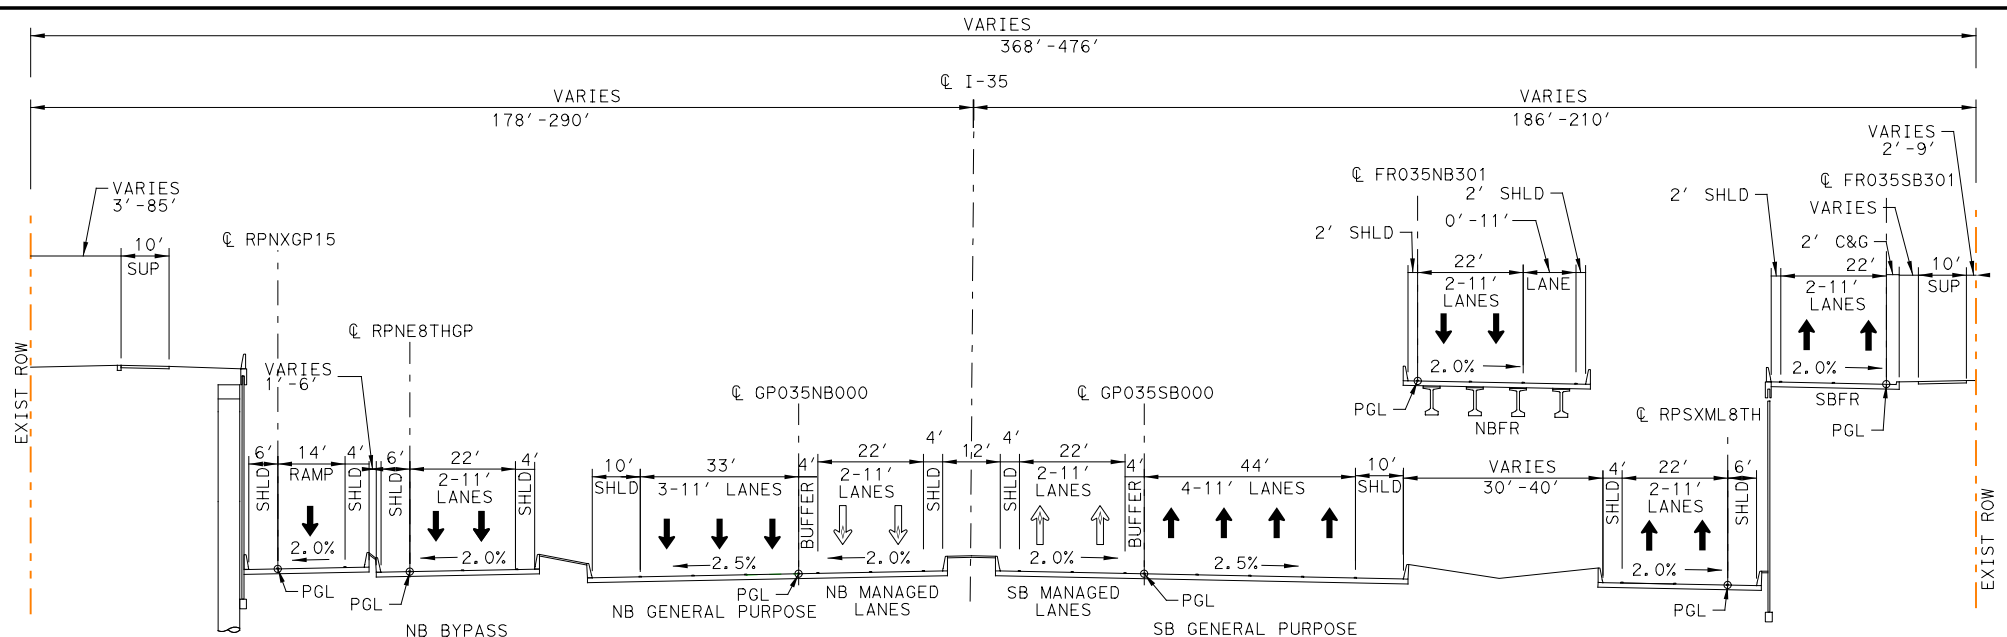 VARIES
368'-476'
℄ I-35
VARIES
178'-290'
VARIES
186'-210'
VARIES
2'-9'
℄ FR035NB301
℄ FR035SB301
VARIES
3'-85'
2' SHLD
2' SHLD
VARIES
0'-11'
2' SHLD
2' C&G
℄ RPNXGP15
10'
SUP
22'
2-11'
LANES
LANE
22'
2-11'
LANES
10'
SUP
℄ RPNE8THGP
VARIES
1'-6'
2.0%
2.0%
EXIST ROW
℄ GP035NB000
℄ GP035SB000
PGL
NBFR
SBFR
PGL
℄ RPSXML8TH
6'
SHLD
14'
RAMP
4'
SHLD
6'
SHLD
22'
2-11'
LANES
4'
SHLD
10'
SHLD
33'
3-11' LANES
4'
BUFFER
22'
2-11'
LANES
4'
SHLD
12'
4'
SHLD
22'
2-11'
LANES
4'
BUFFER
44'
4-11' LANES
10'
SHLD
VARIES
30'-40'
4'
SHLD
22'
2-11'
LANES
6'
SHLD
EXIST ROW
2.0%
2.0%
2.5%
2.0%
2.0%
2.5%
2.0%
PGL
PGL
NB BYPASS
NB GENERAL PURPOSE
PGL
NB MANAGED
LANES
SB MANAGED
LANES
PGL
SB GENERAL PURPOSE
PGL